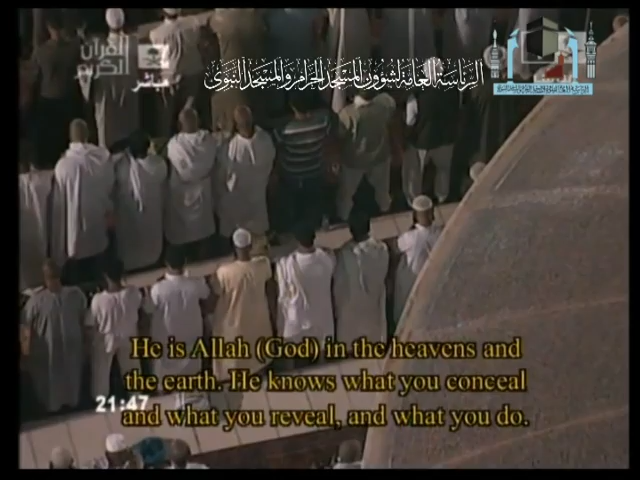 القرآن
الكريم
مباشر
الرئاسة العامة لشؤون المسجد الحرام والمسجد النبوي
He is Allah (God) in the heavens and
the earth. He knows what you conceal
21:47
and what you reveal, and what you do.